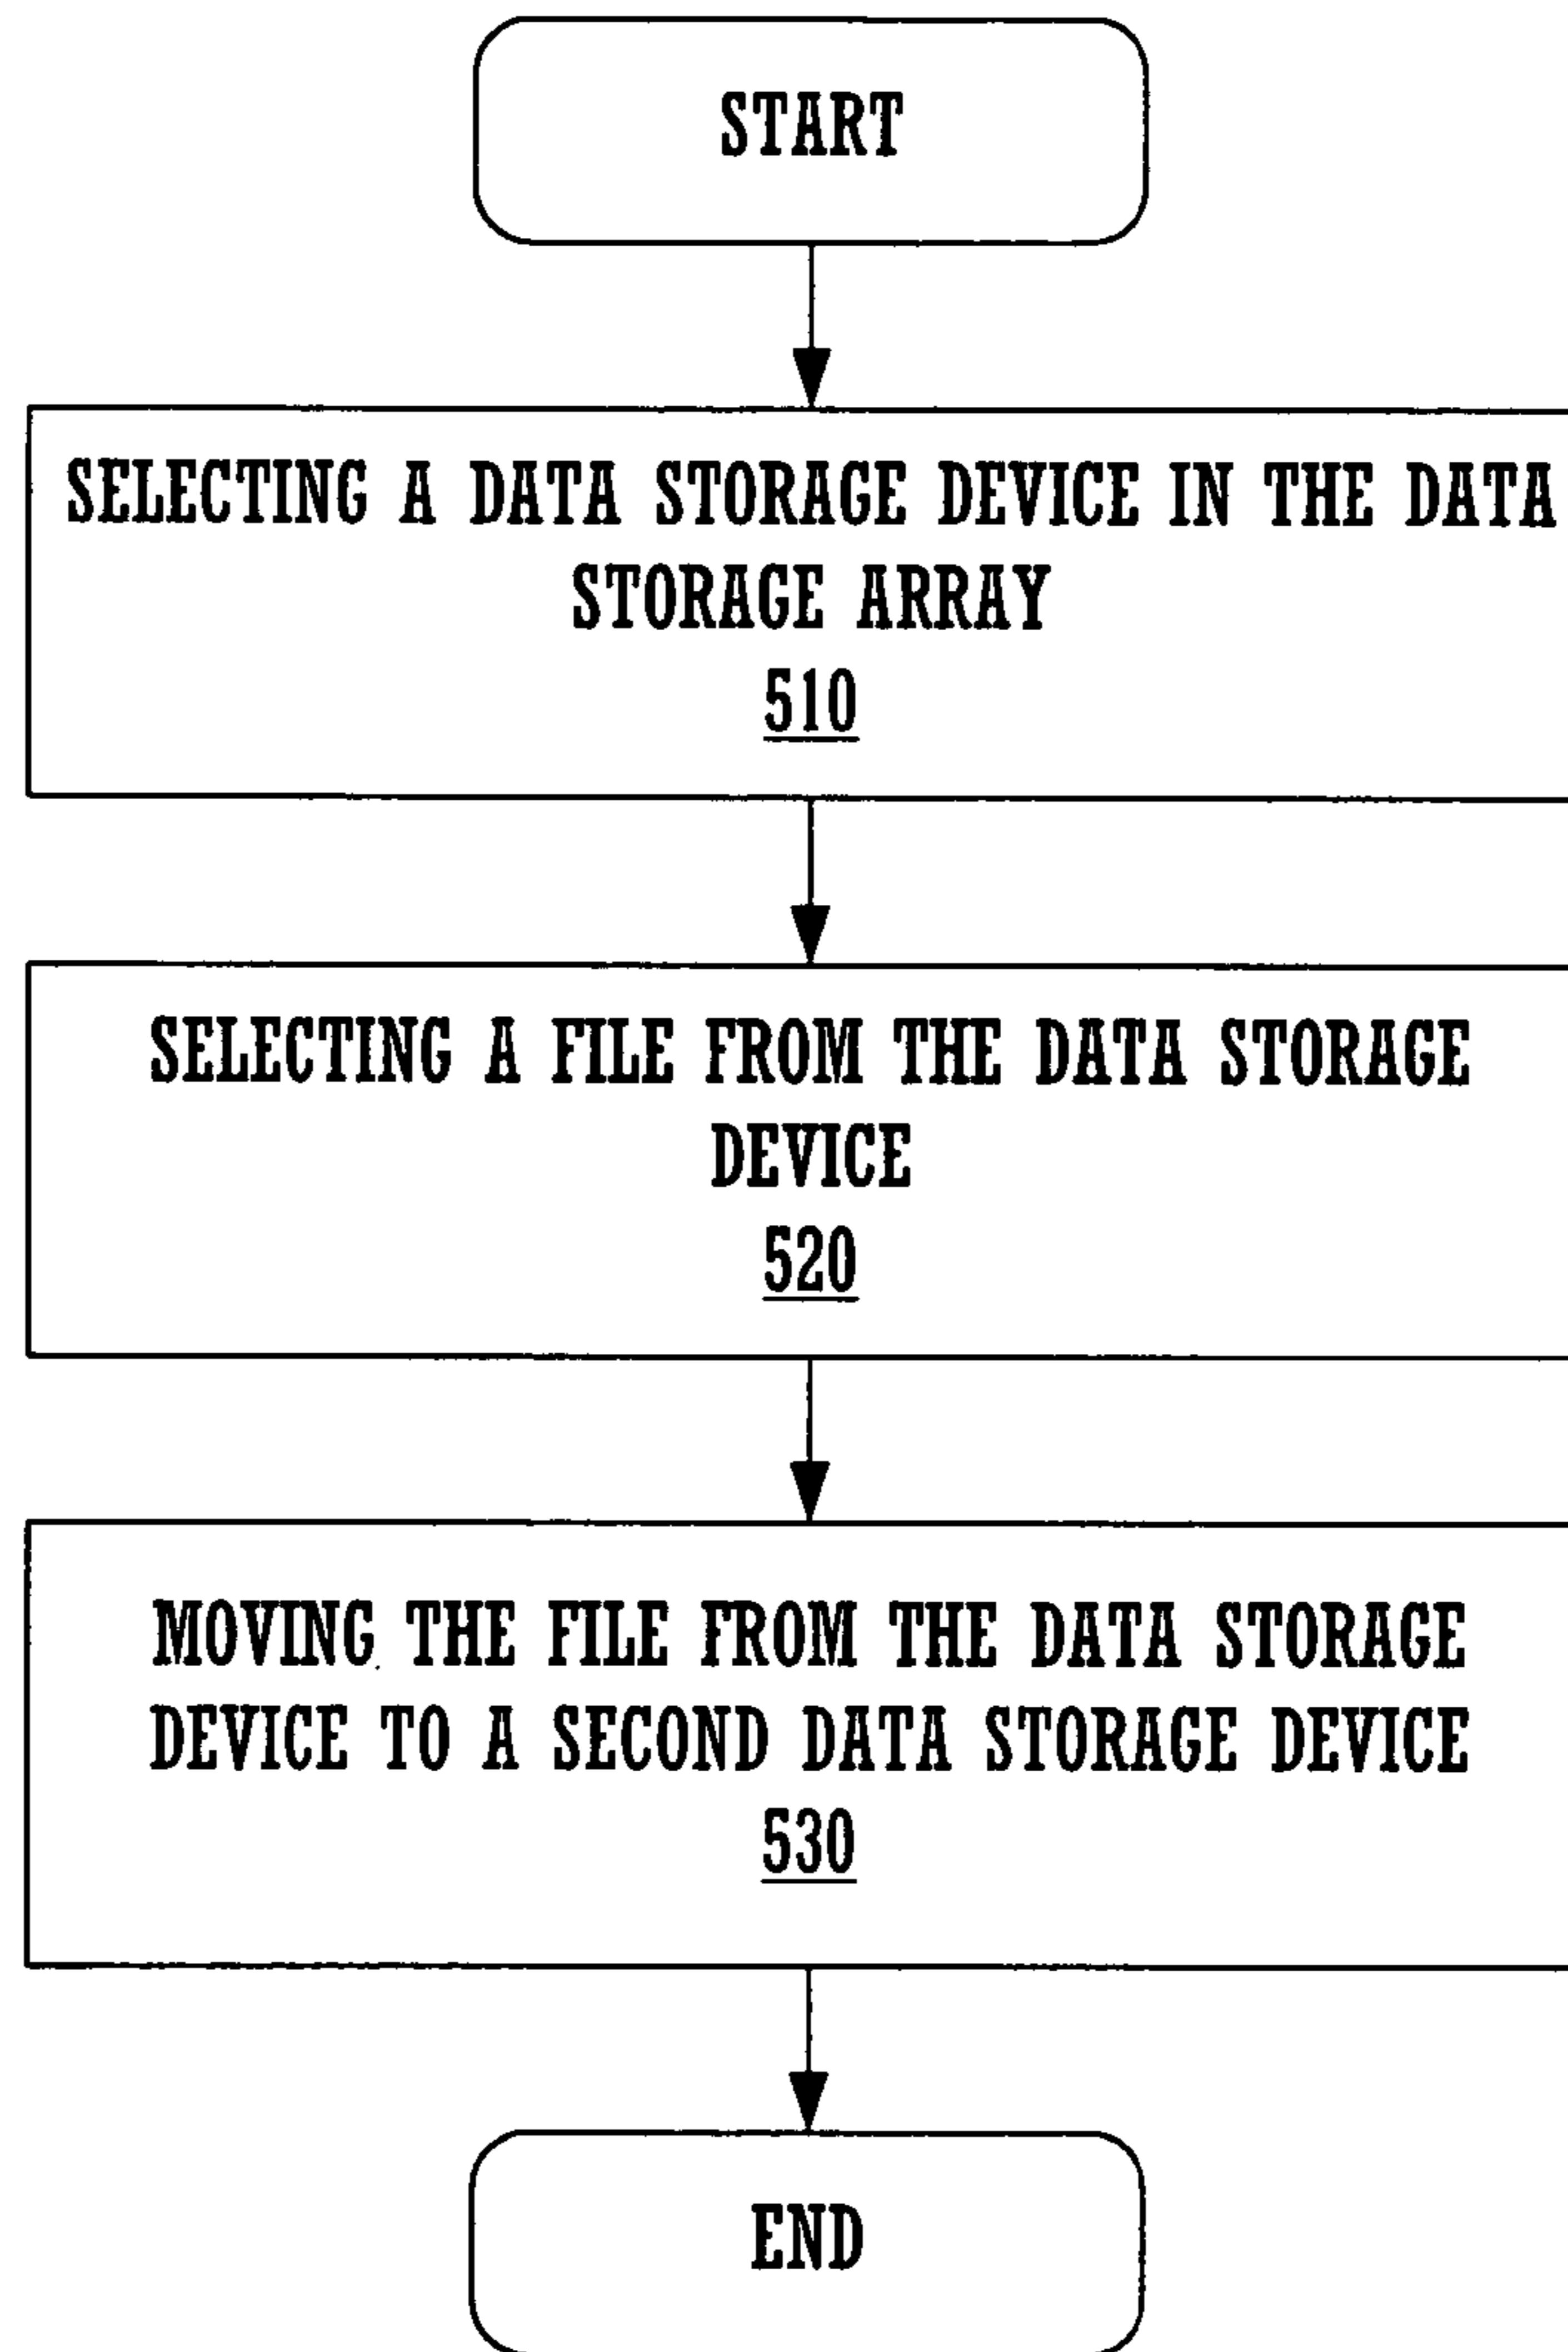 START
SELECTING A DATA STORAGE DEVICE IN THE DATA
STORAGE ARRAY
510
SELECTING A FILE FROM THE DATA STORAGE
DEVICE
520
MOVING THE FILE FROM THE DATA STORAGE
DEVICE TO A SECOND DATA STORAGE DEVICE
530
END